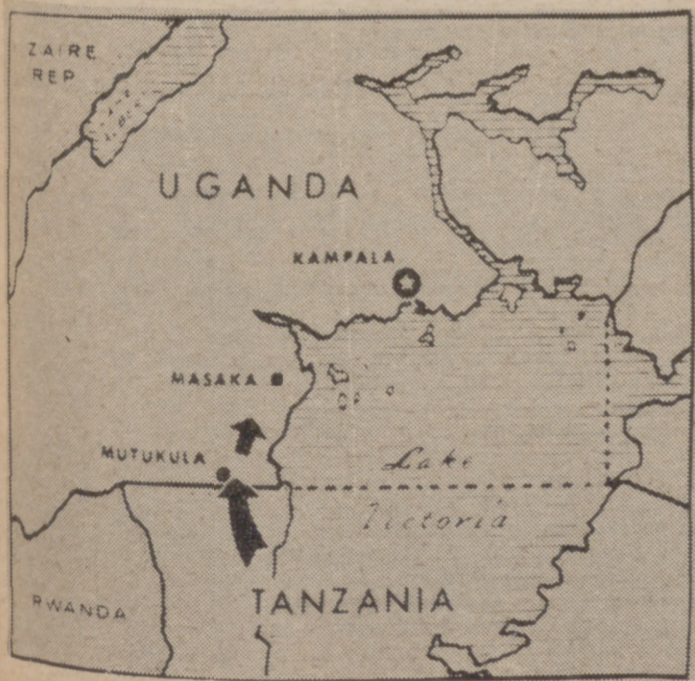 ZAIRE
REP
UGANDA
KAMPALA
MASAKA
MUTUKULA
Lake
Victoria
TANZANIA
RWANDA